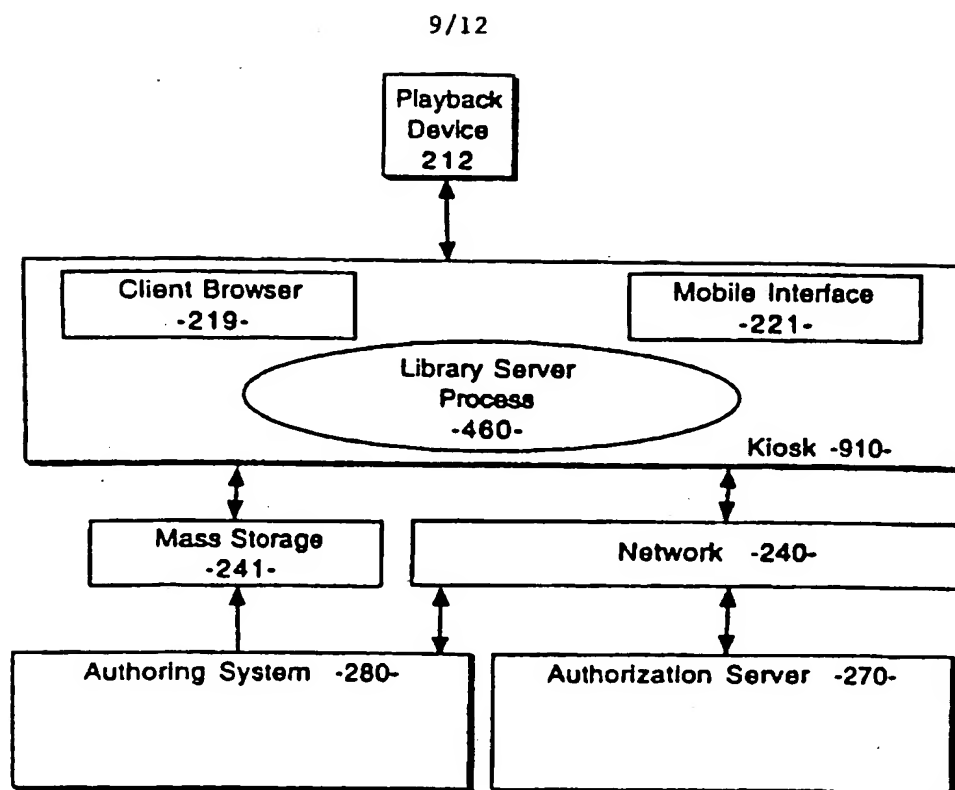 9/12
Playback
Device
212
Client Browser
-219-
Mobile Interface
-221-
Library Server
Process
-460-
Kiosk -910-
Mass Storage
-241-
Network -240-
Authoring System -280-
Authorization Server -270-